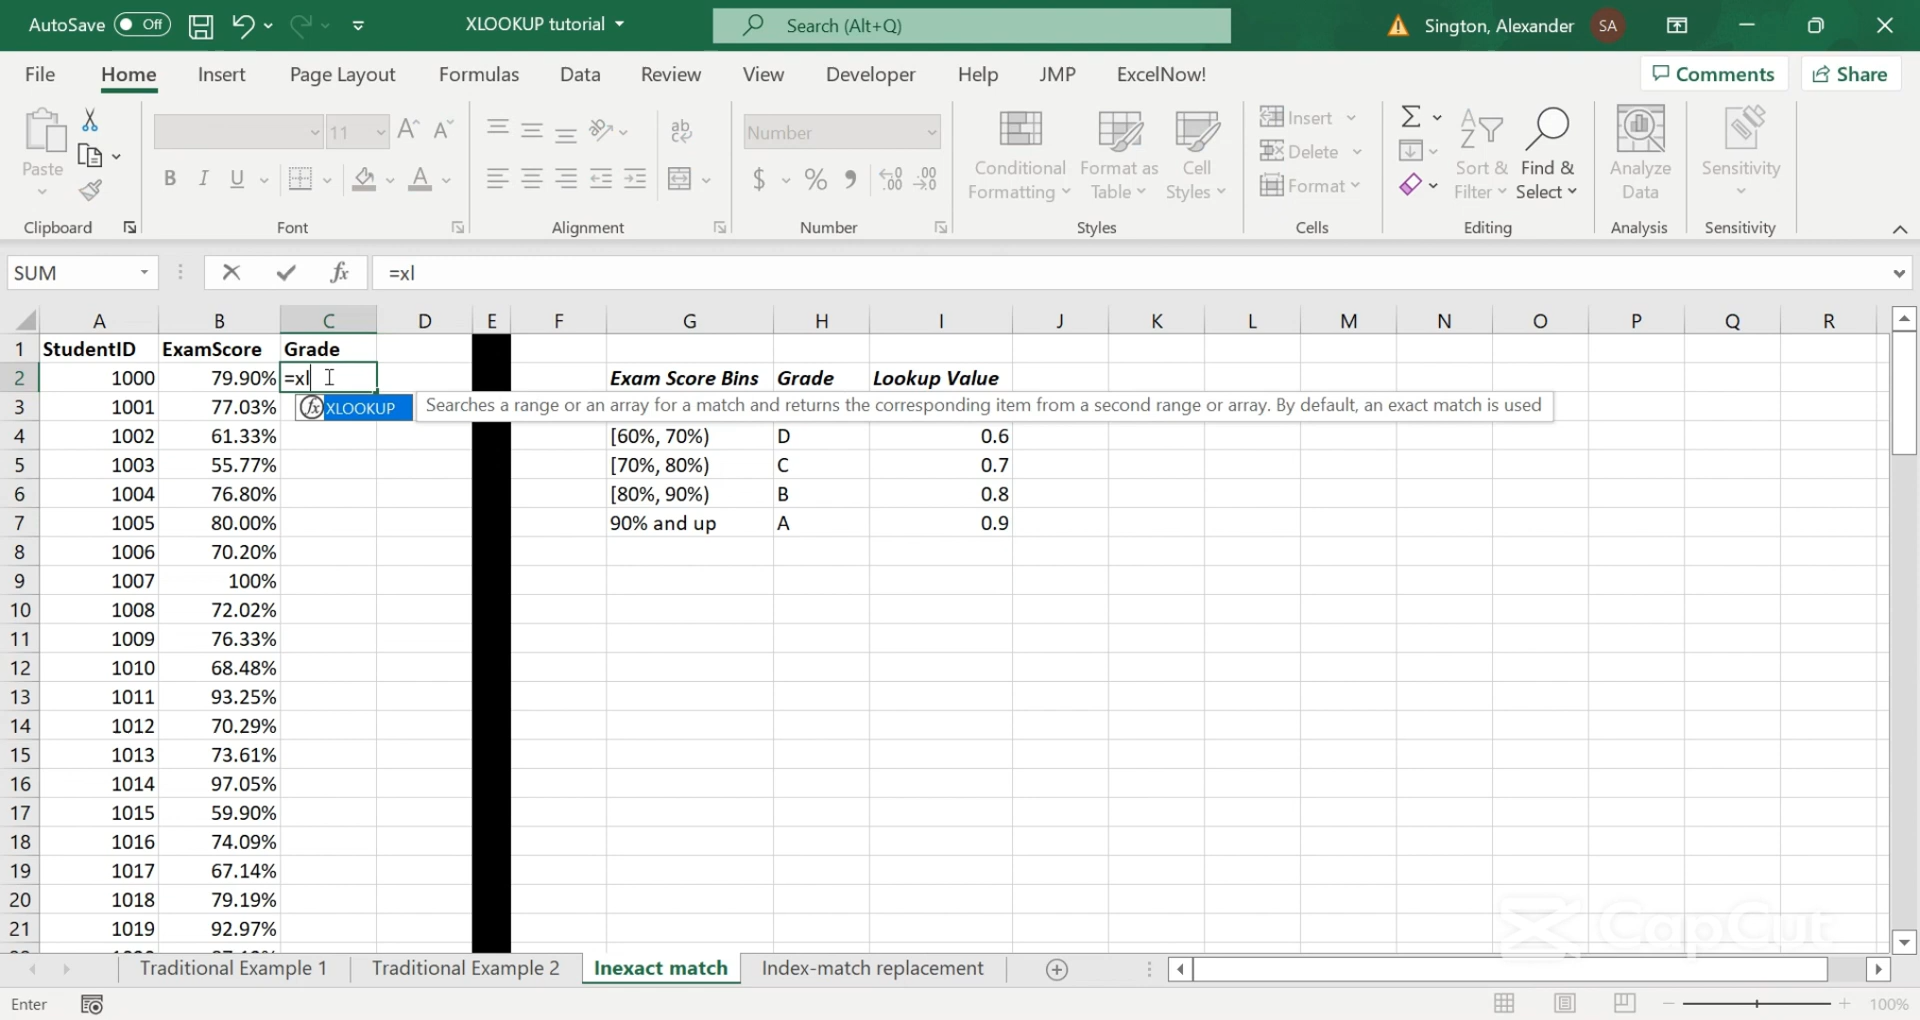 AutoSave Off XLOOKUP tutorial Search (Alt+Q) Sington, Alexander SA
File Home Insert Page Layout Formulas Data Review View Developer Help JMP ExcelNow! Comments Share
Paste 11 ab Number Conditional Formatting Format as Table Cell Styles Insert Delete Format Sort & Filter Find & Select Analyze Data Sensitivity
B I U A $ % 9
Clipboard Font Alignment Number Styles Cells Editing Analysis Sensitivity
SUM fx =xl
A B C D E F G H I J K L M N O P Q R
1 StudentID ExamScore Grade
2 1000 79.90% =xl Exam Score Bins Grade Lookup Value
3 1001 77.03% fx XLOOKUP Searches a range or an array for a match and returns the corresponding item from a second range or array. By default, an exact match is used
4 1002 61.33% [60%, 70%) D 0.6
5 1003 55.77% [70%, 80%) C 0.7
6 1004 76.80% [80%, 90%) B 0.8
7 1005 80.00% 90% and up A 0.9
8 1006 70.20%
9 1007 100%
10 1008 72.02%
11 1009 76.33%
12 1010 68.48%
13 1011 93.25%
14 1012 70.29%
15 1013 73.61%
16 1014 97.05%
17 1015 59.90%
18 1016 74.09%
19 1017 67.14%
20 1018 79.19%
21 1019 92.97%
CapCut
Traditional Example 1 Traditional Example 2 Inexact match Index-match replacement
Enter 100%